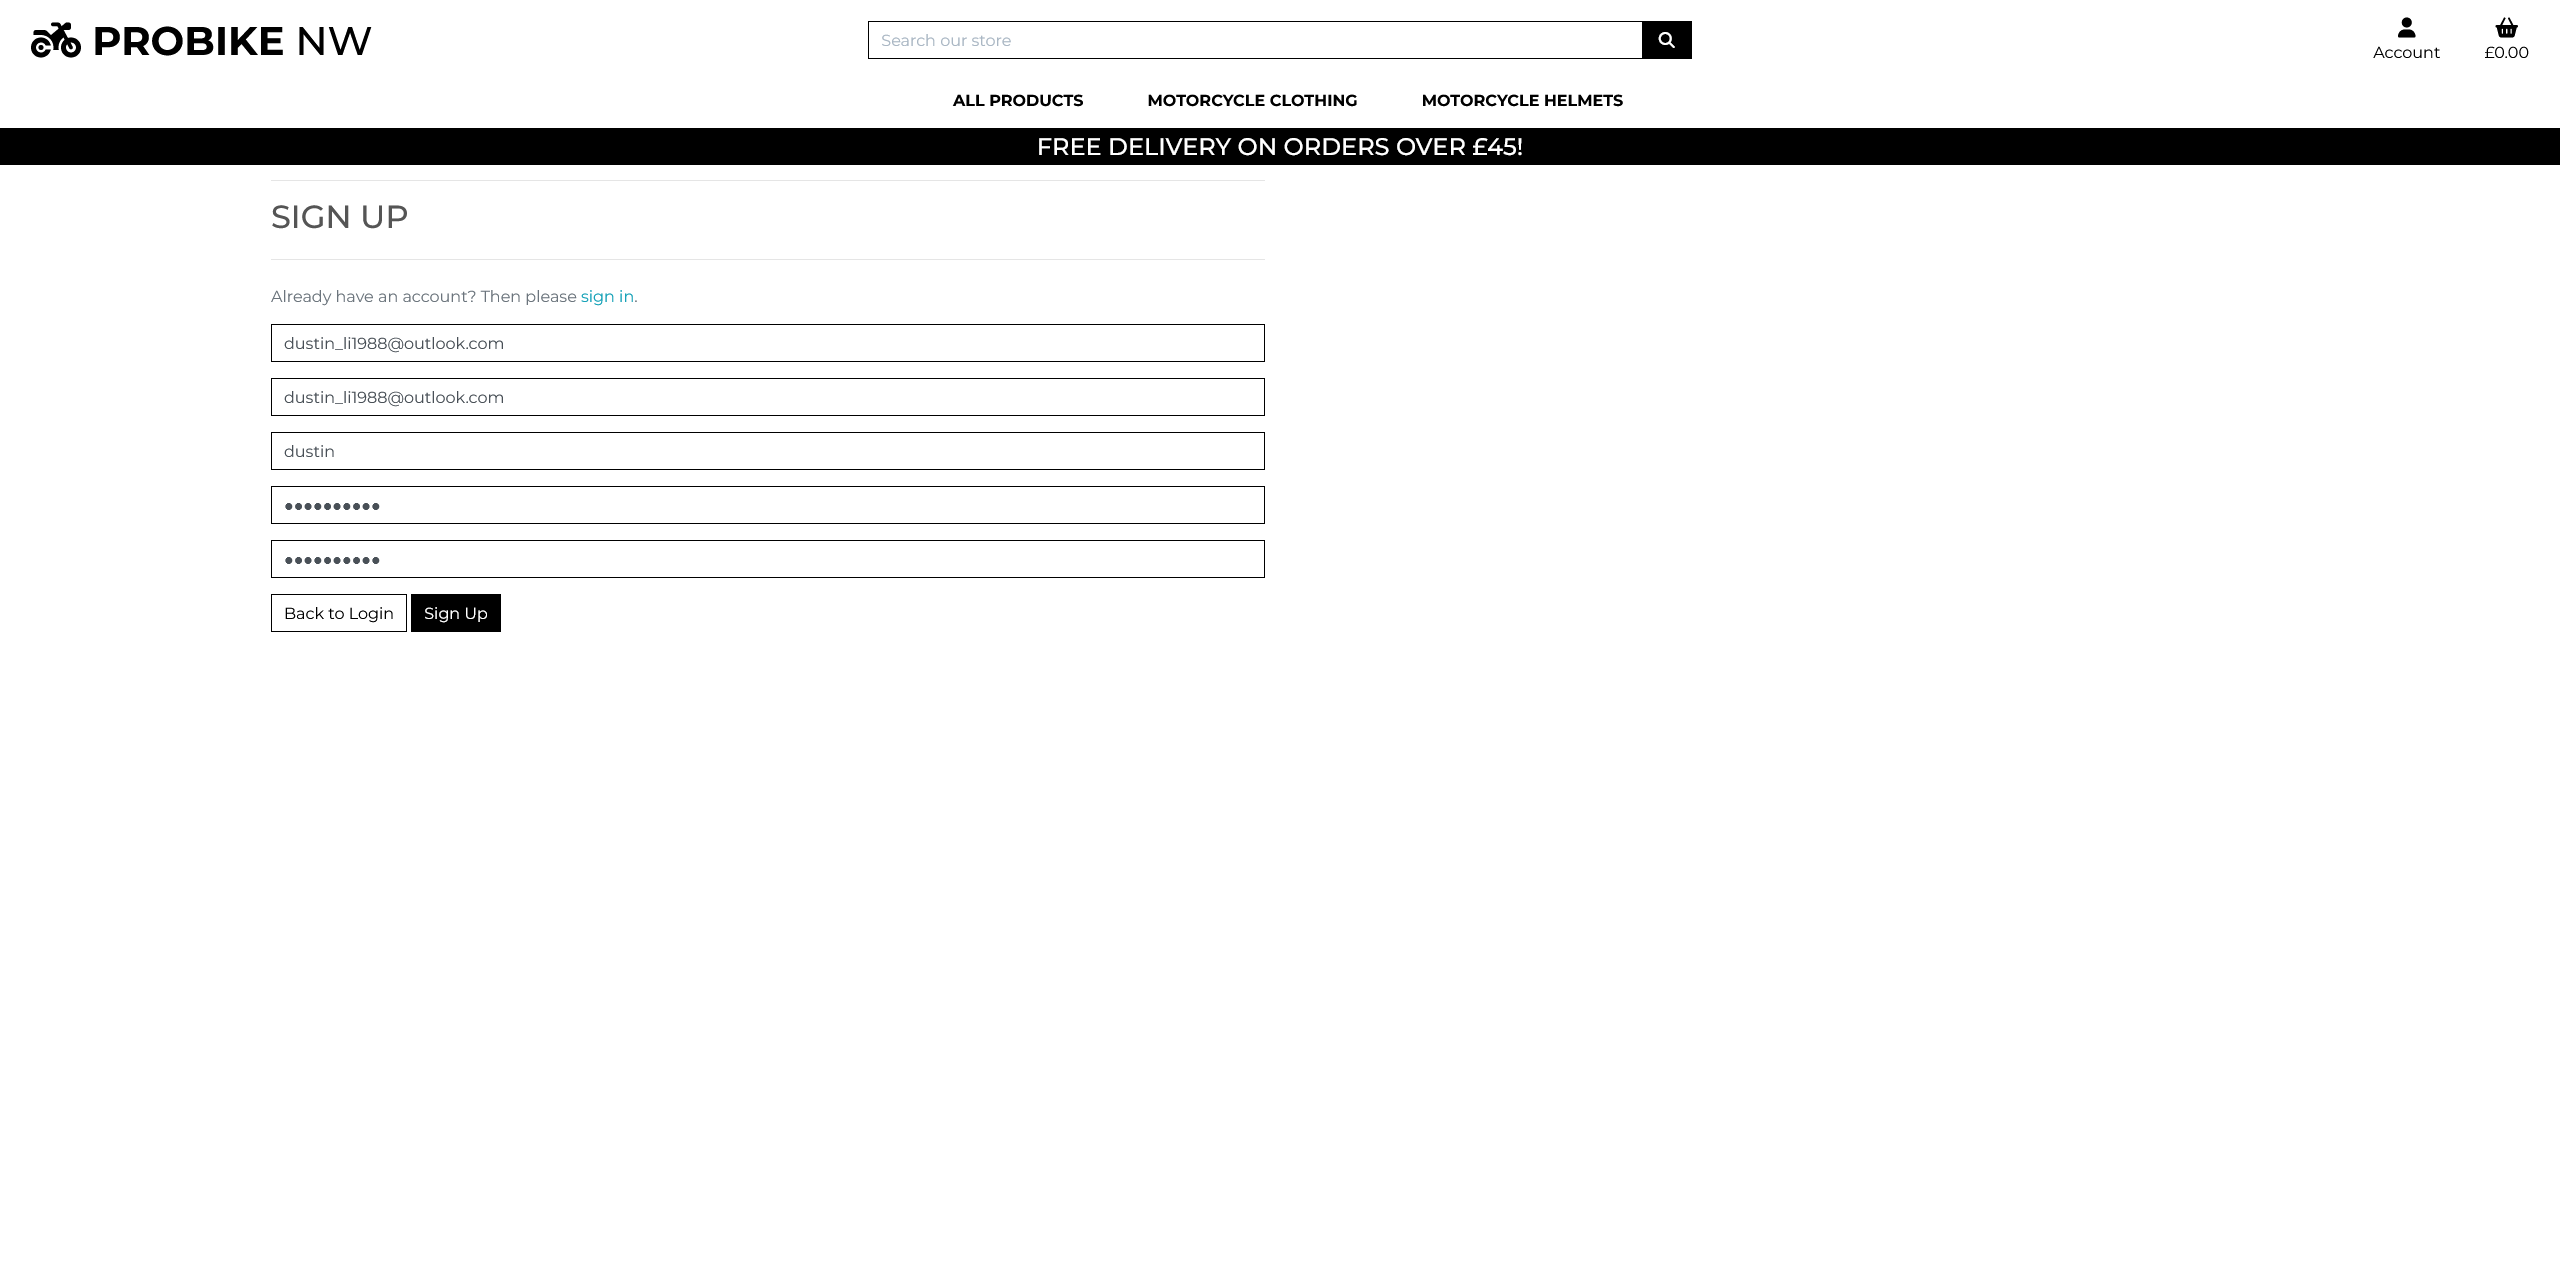 PROBIKE NW
Search our store
Account
£0.00
ALL PRODUCTS
MOTORCYCLE CLOTHING
MOTORCYCLE HELMETS
FREE DELIVERY ON ORDERS OVER £45!
SIGN UP
Already have an account? Then please sign in.
dustin_li1988@outlook.com
dustin_li1988@outlook.com
dustin
••••••••••
••••••••••
Back to Login
Sign Up